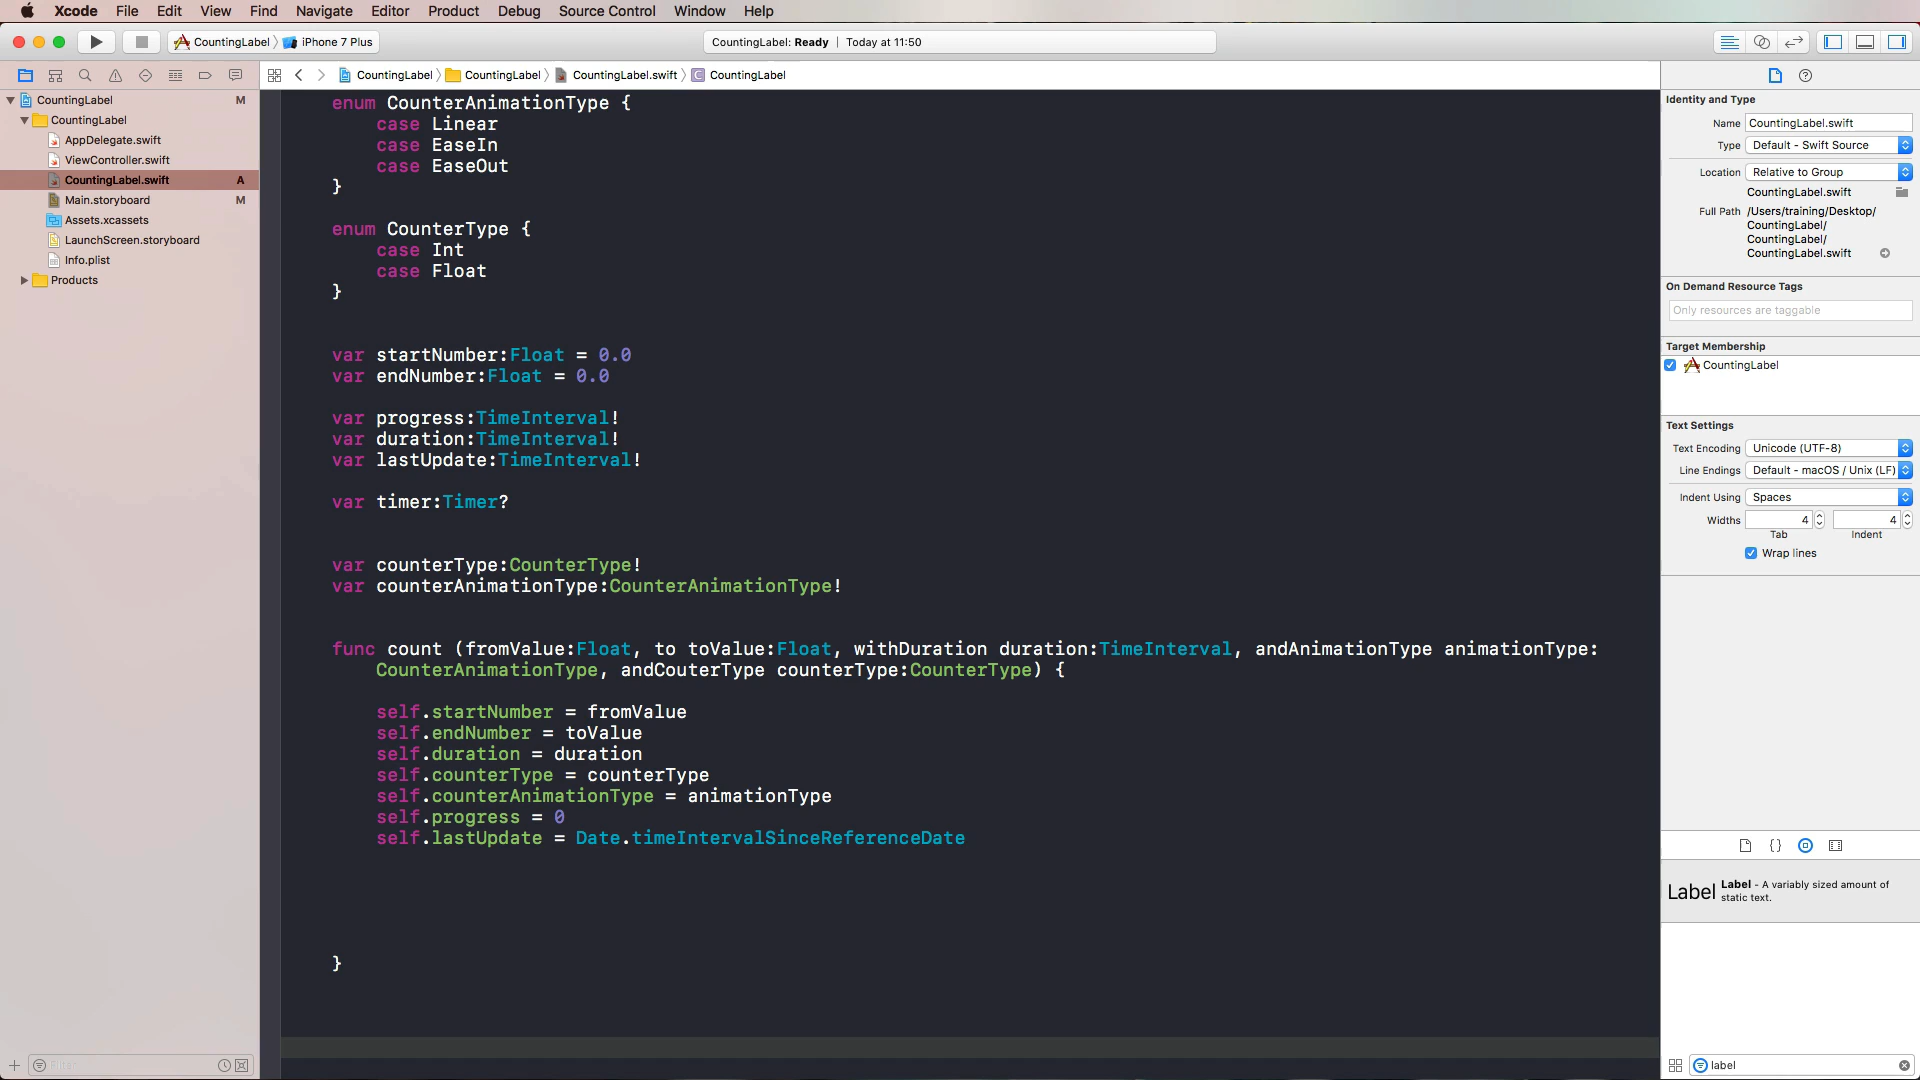 Xcode File Edit View Find Navigate Editor Product Debug Source Control Window Help
CountingLabel iPhone 7 Plus
CountingLabel: Ready | Today at 11:50
CountingLabel CountingLabel CountingLabel.swift CountingLabel
CountingLabel M
CountingLabel
AppDelegate.swift
ViewController.swift
CountingLabel.swift A
Main.storyboard M
Assets.xcassets
LaunchScreen.storyboard
Info.plist
Products
enum CounterAnimationType {
case Linear
case EaseIn
case EaseOut
}
enum CounterType {
case Int
case Float
}
var startNumber:Float = 0.0
var endNumber:Float = 0.0
var progress:TimeInterval!
var duration:TimeInterval!
var lastUpdate:TimeInterval!
var timer:Timer?
var counterType:CounterType!
var counterAnimationType:CounterAnimationType!
func count (fromValue:Float, to toValue:Float, withDuration duration:TimeInterval, andAnimationType animationType:
CounterAnimationType, andCouterType counterType:CounterType) {
self.startNumber = fromValue
self.endNumber = toValue
self.duration = duration
self.counterType = counterType
self.counterAnimationType = animationType
self.progress = 0
self.lastUpdate = Date.timeIntervalSinceReferenceDate
}
Identity and Type
Name CountingLabel.swift
Type Default - Swift Source
Location Relative to Group
CountingLabel.swift
Full Path /Users/training/Desktop/
CountingLabel/
CountingLabel/
CountingLabel.swift
On Demand Resource Tags
Only resources are taggable
Target Membership
CountingLabel
Text Settings
Text Encoding Unicode (UTF-8)
Line Endings Default - macOS / Unix (LF)
Indent Using Spaces
Widths 4 4
Tab Indent
Wrap lines
Label Label - A variably sized amount of
static text.
Filter
label